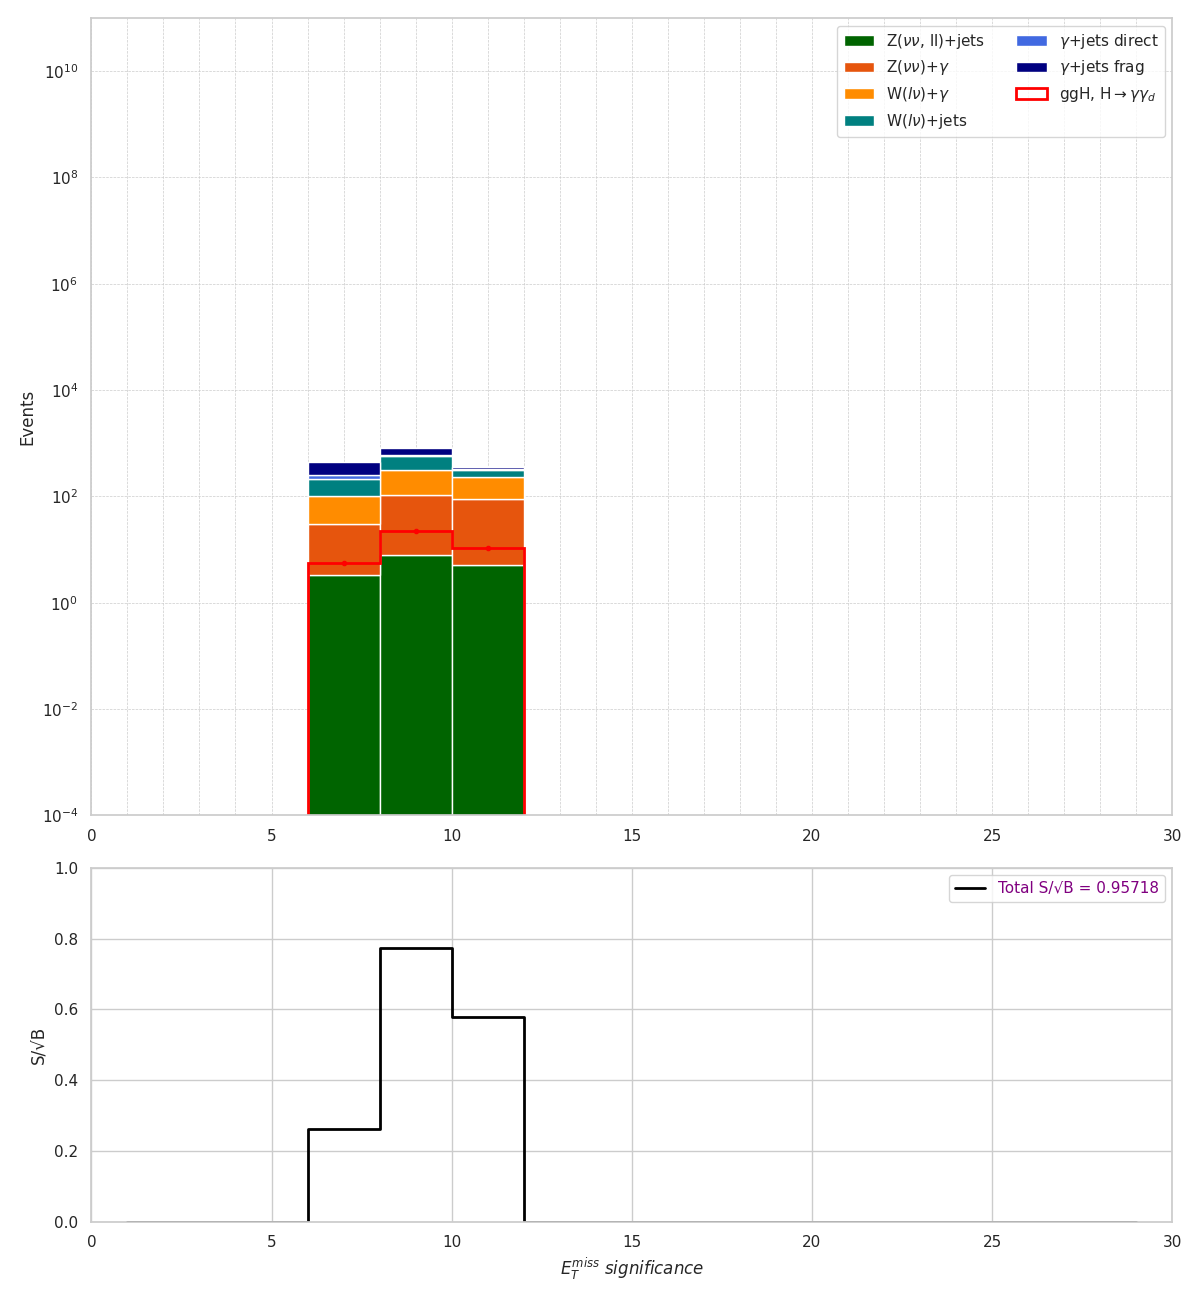 Z(νν, ll)+jets
Z(νν)+γ
W(lν)+γ
W(lν)+jets
γ+jets direct
γ+jets frag
ggH, H→γγ_d
Events
10^10
10^8
10^6
10^4
10^2
10^0
10^−2
10^−4
0 5 10 15 20 25 30
Total S/√B = 0.95718
S/√B
1.0
0.8
0.6
0.4
0.2
0.0
0 5 10 15 20 25 30
E_T^miss significance